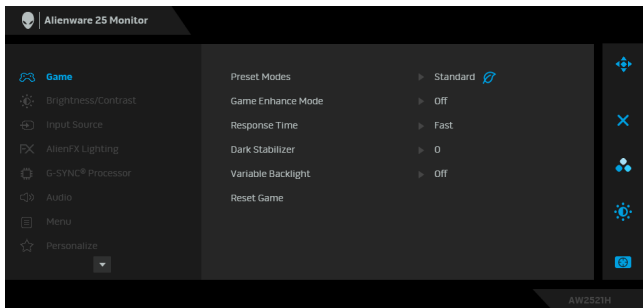 Alienware 25 Monitor
Game
Brightness/Contrast
Input Source
FX AlienFX Lighting
G-SYNC® Processor
Audio
Menu
Personalize
Preset Modes Standard
Game Enhance Mode Off
Response Time Fast
Dark Stabilizer 0
Variable Backlight Off
Reset Game
AW2521H